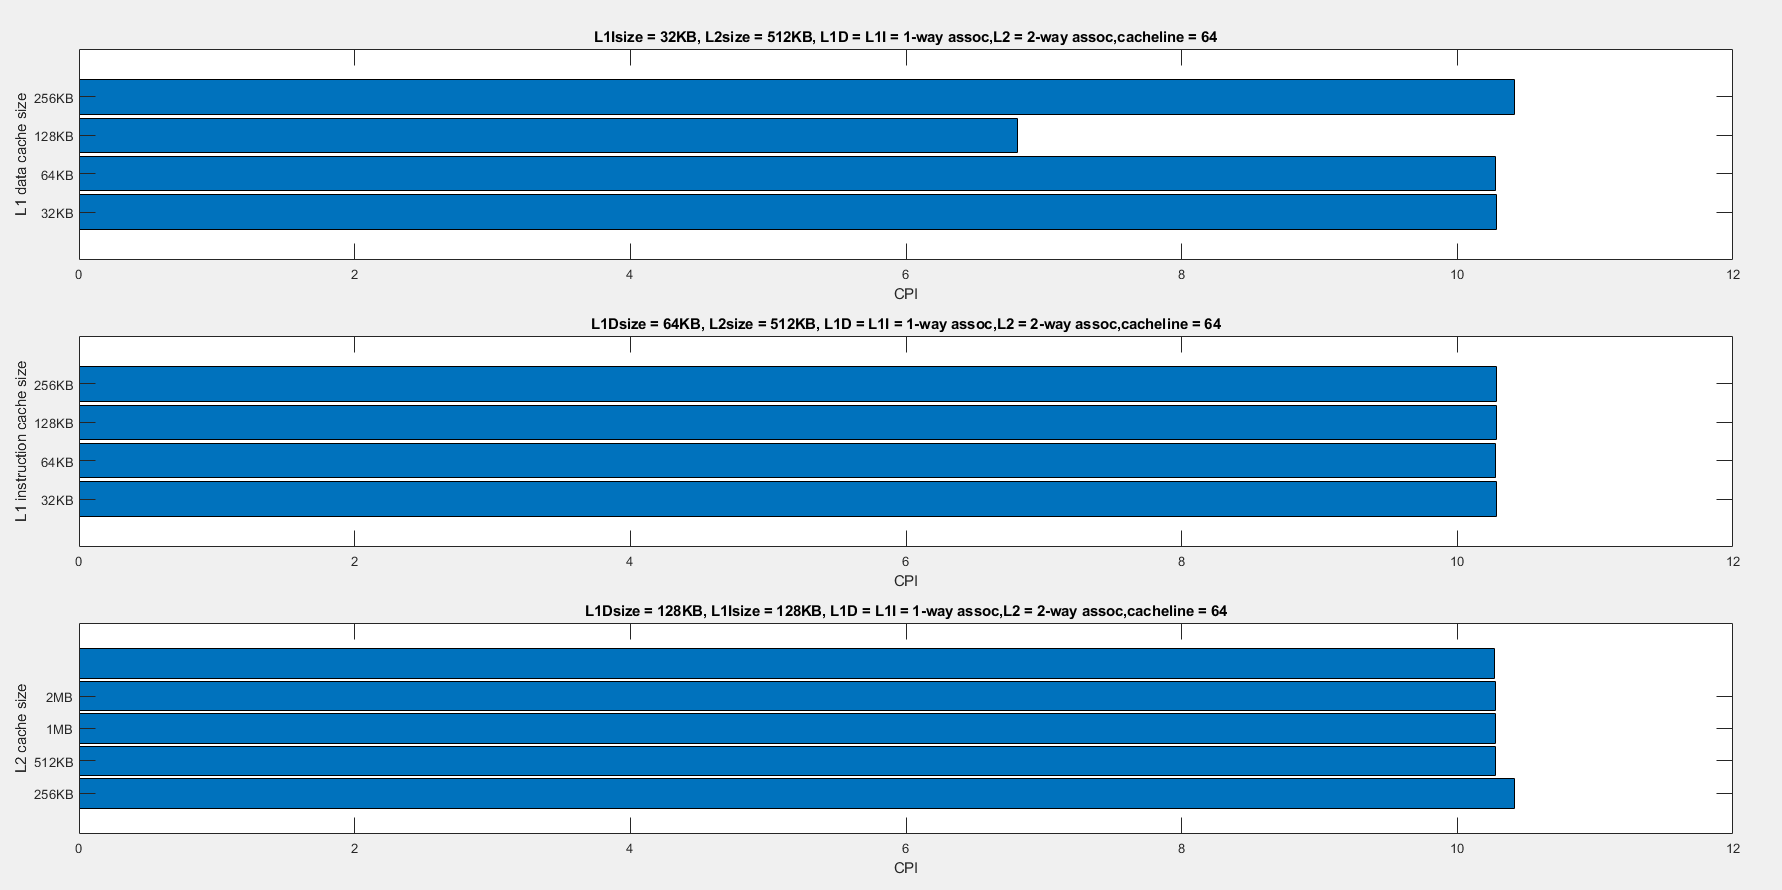 L1Isize = 32KB, L2size = 512KB, L1D = L1I = 1-way assoc,L2 = 2-way assoc,cacheline = 64
L1 data cache size
256KB
128KB
64KB
32KB
0 2 4 6 8 10 12
CPI
L1Dsize = 64KB, L2size = 512KB, L1D = L1I = 1-way assoc,L2 = 2-way assoc,cacheline = 64
L1 instruction cache size
256KB
128KB
64KB
32KB
0 2 4 6 8 10 12
CPI
L1Dsize = 128KB, L1Isize = 128KB, L1D = L1I = 1-way assoc,L2 = 2-way assoc,cacheline = 64
L2 cache size
2MB
1MB
512KB
256KB
0 2 4 6 8 10 12
CPI